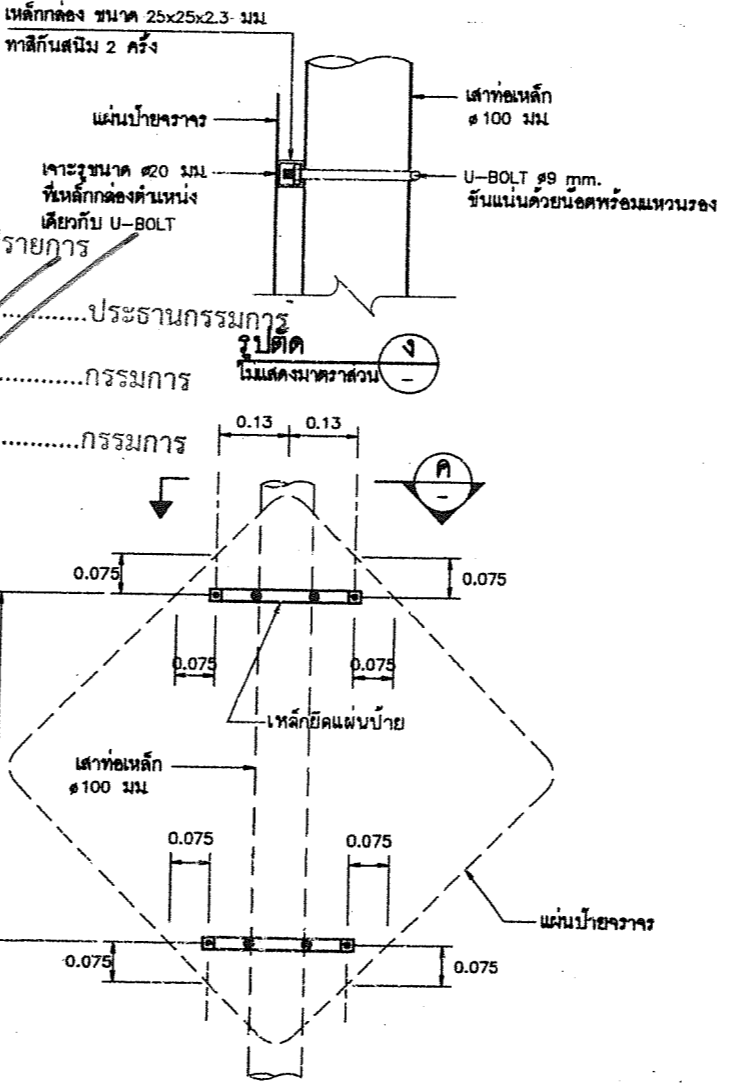 เหล็กกล่อง ขนาด 25x25x2.3 มม.
ทาสีกันสนิม 2 ครั้ง
แผ่นป้ายจราจร
เสาท่อเหล็ก
ø100 มม.
เจาะรูขนาด ø20 มม.
ที่เหล็กกล่องตำแหน่ง
เดียวกับ U-BOLT
U-BOLT ø9 mm.
ขันแน่นด้วยน็อตพร้อมแหวนรอง
รายการ
............ประธานกรรมการ
............กรรมการ
............กรรมการ
รูปตัด
ไม่แสดงมาตราส่วน
ง
-
0.13 0.13
ค
-
0.075
0.075
0.075
0.075
เหล็กยึดแผ่นป้าย
เสาท่อเหล็ก
ø100 มม.
0.075
0.075
แผ่นป้ายจราจร
0.075
0.075